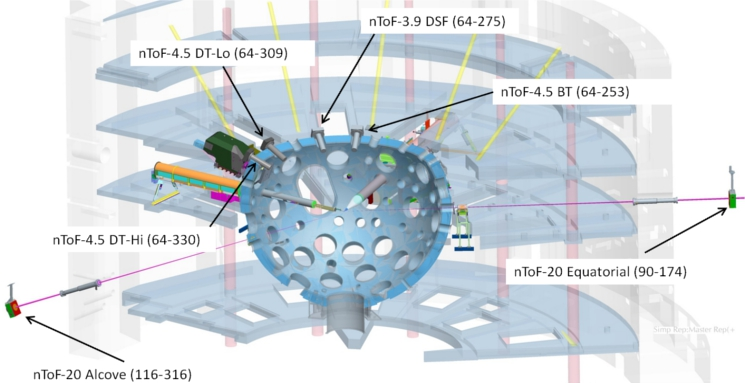 nToF-3.9 DSF (64-275)
nToF-4.5 DT-Lo (64-309)
nToF-4.5 BT (64-253)
nToF-4.5 DT-Hi (64-330)
nToF-20 Equatorial (90-174)
nToF-20 Alcove (116-316)